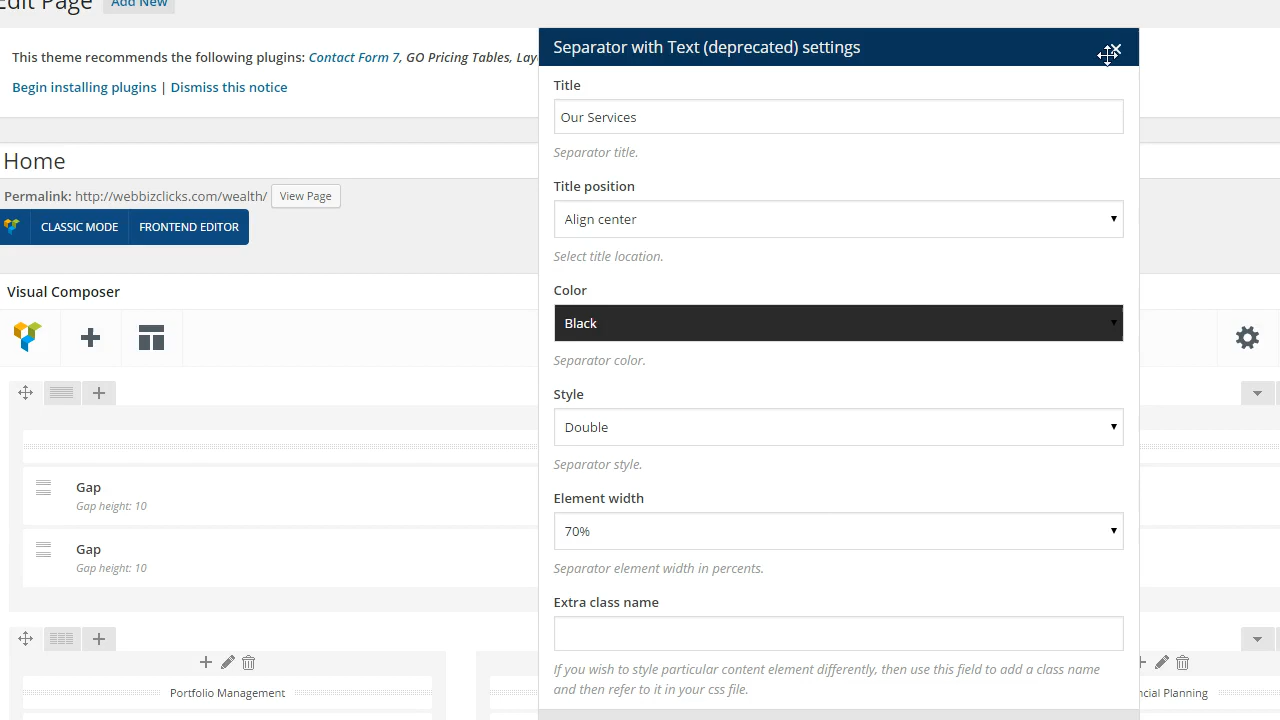 Edit Page Add New
This theme recommends the following plugins: Contact Form 7, GO Pricing Tables, Lay
Begin installing plugins | Dismiss this notice
Home
Permalink: http://webbizclicks.com/wealth/ View Page
CLASSIC MODE FRONTEND EDITOR
Visual Composer
Gap
Gap height: 10
Gap
Gap height: 10
Portfolio Management
Separator with Text (deprecated) settings
Title
Our Services
Separator title.
Title position
Align center
Select title location.
Color
Black
Separator color.
Style
Double
Separator style.
Element width
70%
Separator element width in percents.
Extra class name
If you wish to style particular content element differently, then use this field to add a class name
and then refer to it in your css file.
ncial Planning